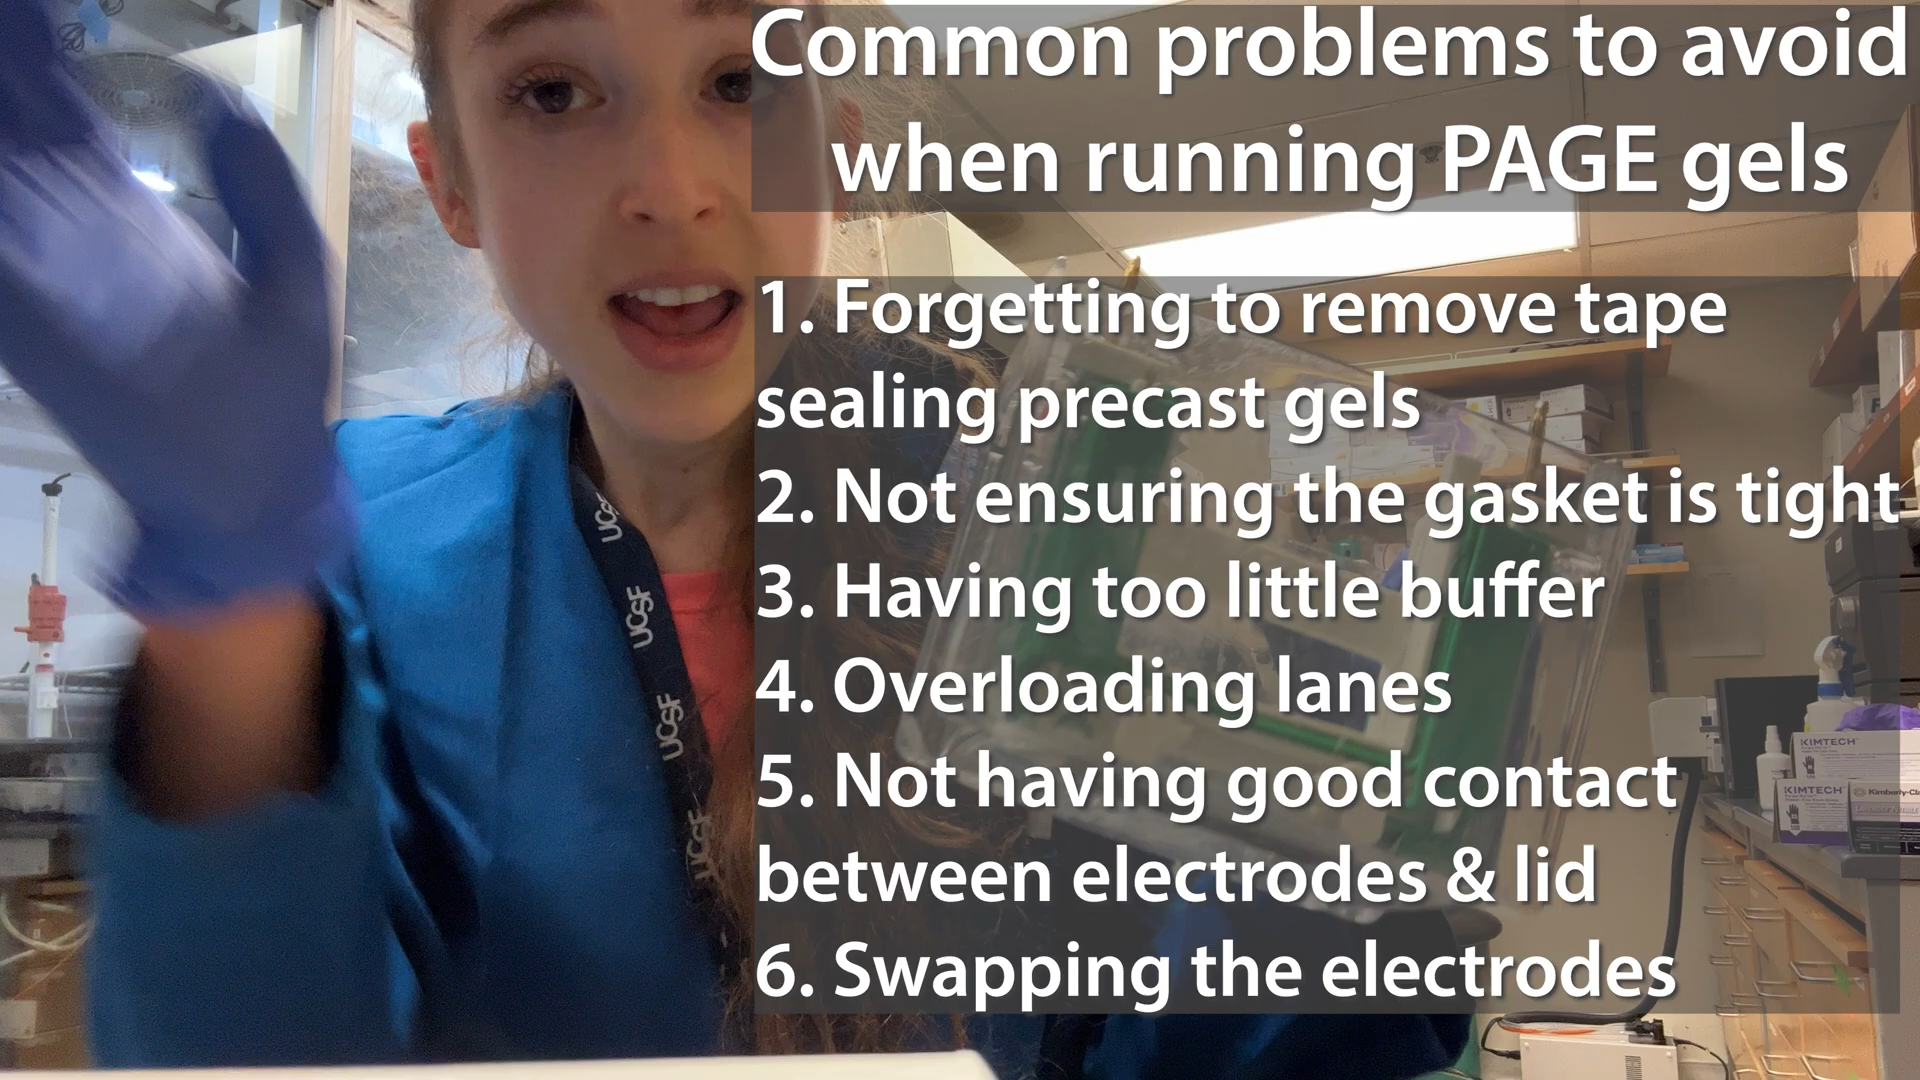 Common problems to avoid
when running PAGE gels
1. Forgetting to remove tape
sealing precast gels
2. Not ensuring the gasket is tight
3. Having too little buffer
4. Overloading lanes
5. Not having good contact
between electrodes & lid
6. Swapping the electrodes
UCSF
UCSF
UCSF
UCSF
KIMTECH
KIMTECH